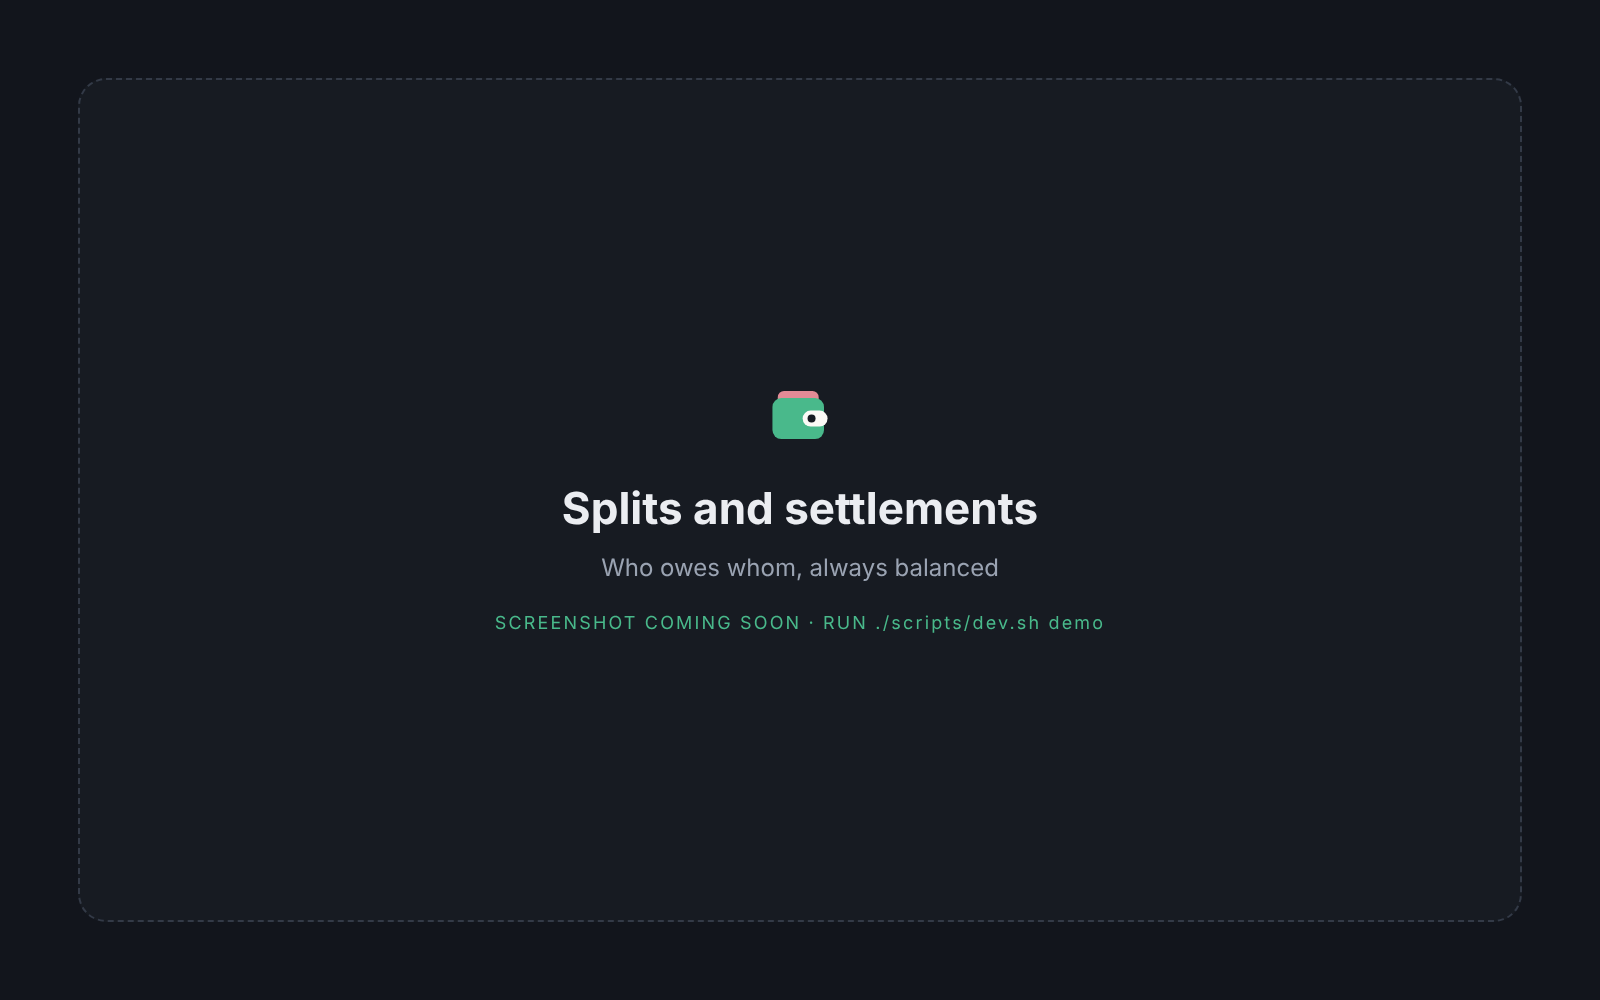 Splits and settlements
Who owes whom, always balanced
SCREENSHOT COMING SOON · RUN ./scripts/dev.sh demo